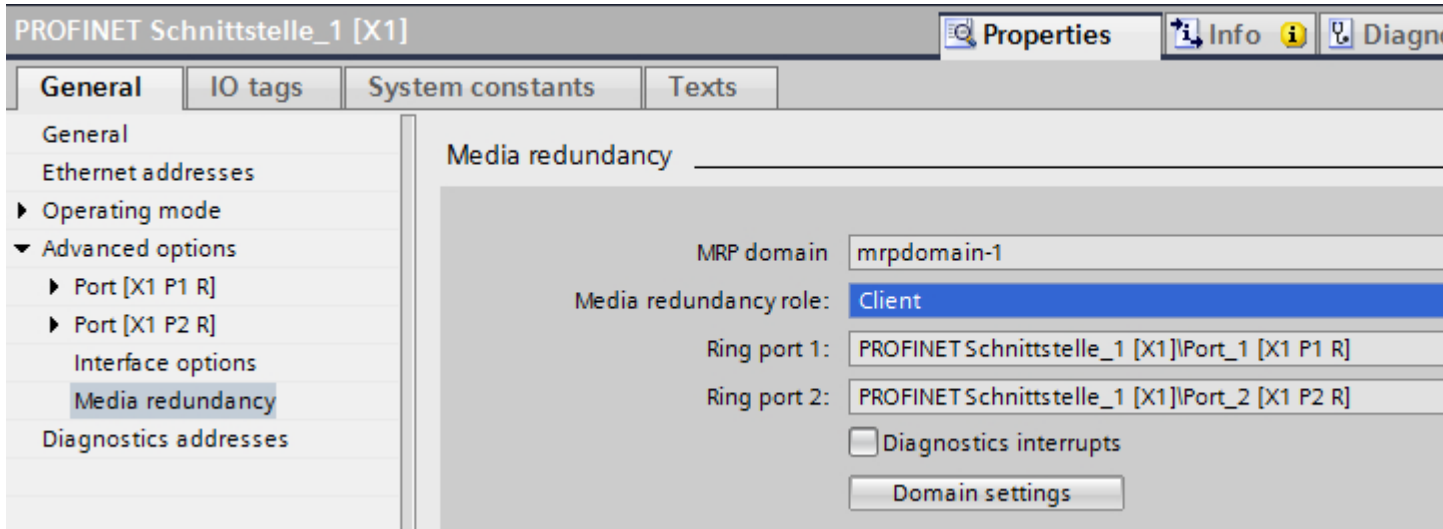 PROFINET Schnittstelle_1 [X1]
Properties
Info
Diagn
General
IO tags
System constants
Texts
General
Ethernet addresses
Operating mode
Advanced options
Port [X1 P1 R]
Port [X1 P2 R]
Interface options
Media redundancy
Diagnostics addresses
Media redundancy
MRP domain mrpdomain-1
Media redundancy role: Client
Ring port 1: PROFINET Schnittstelle_1 [X1]\Port_1 [X1 P1 R]
Ring port 2: PROFINET Schnittstelle_1 [X1]\Port_2 [X1 P2 R]
Diagnostics interrupts
Domain settings